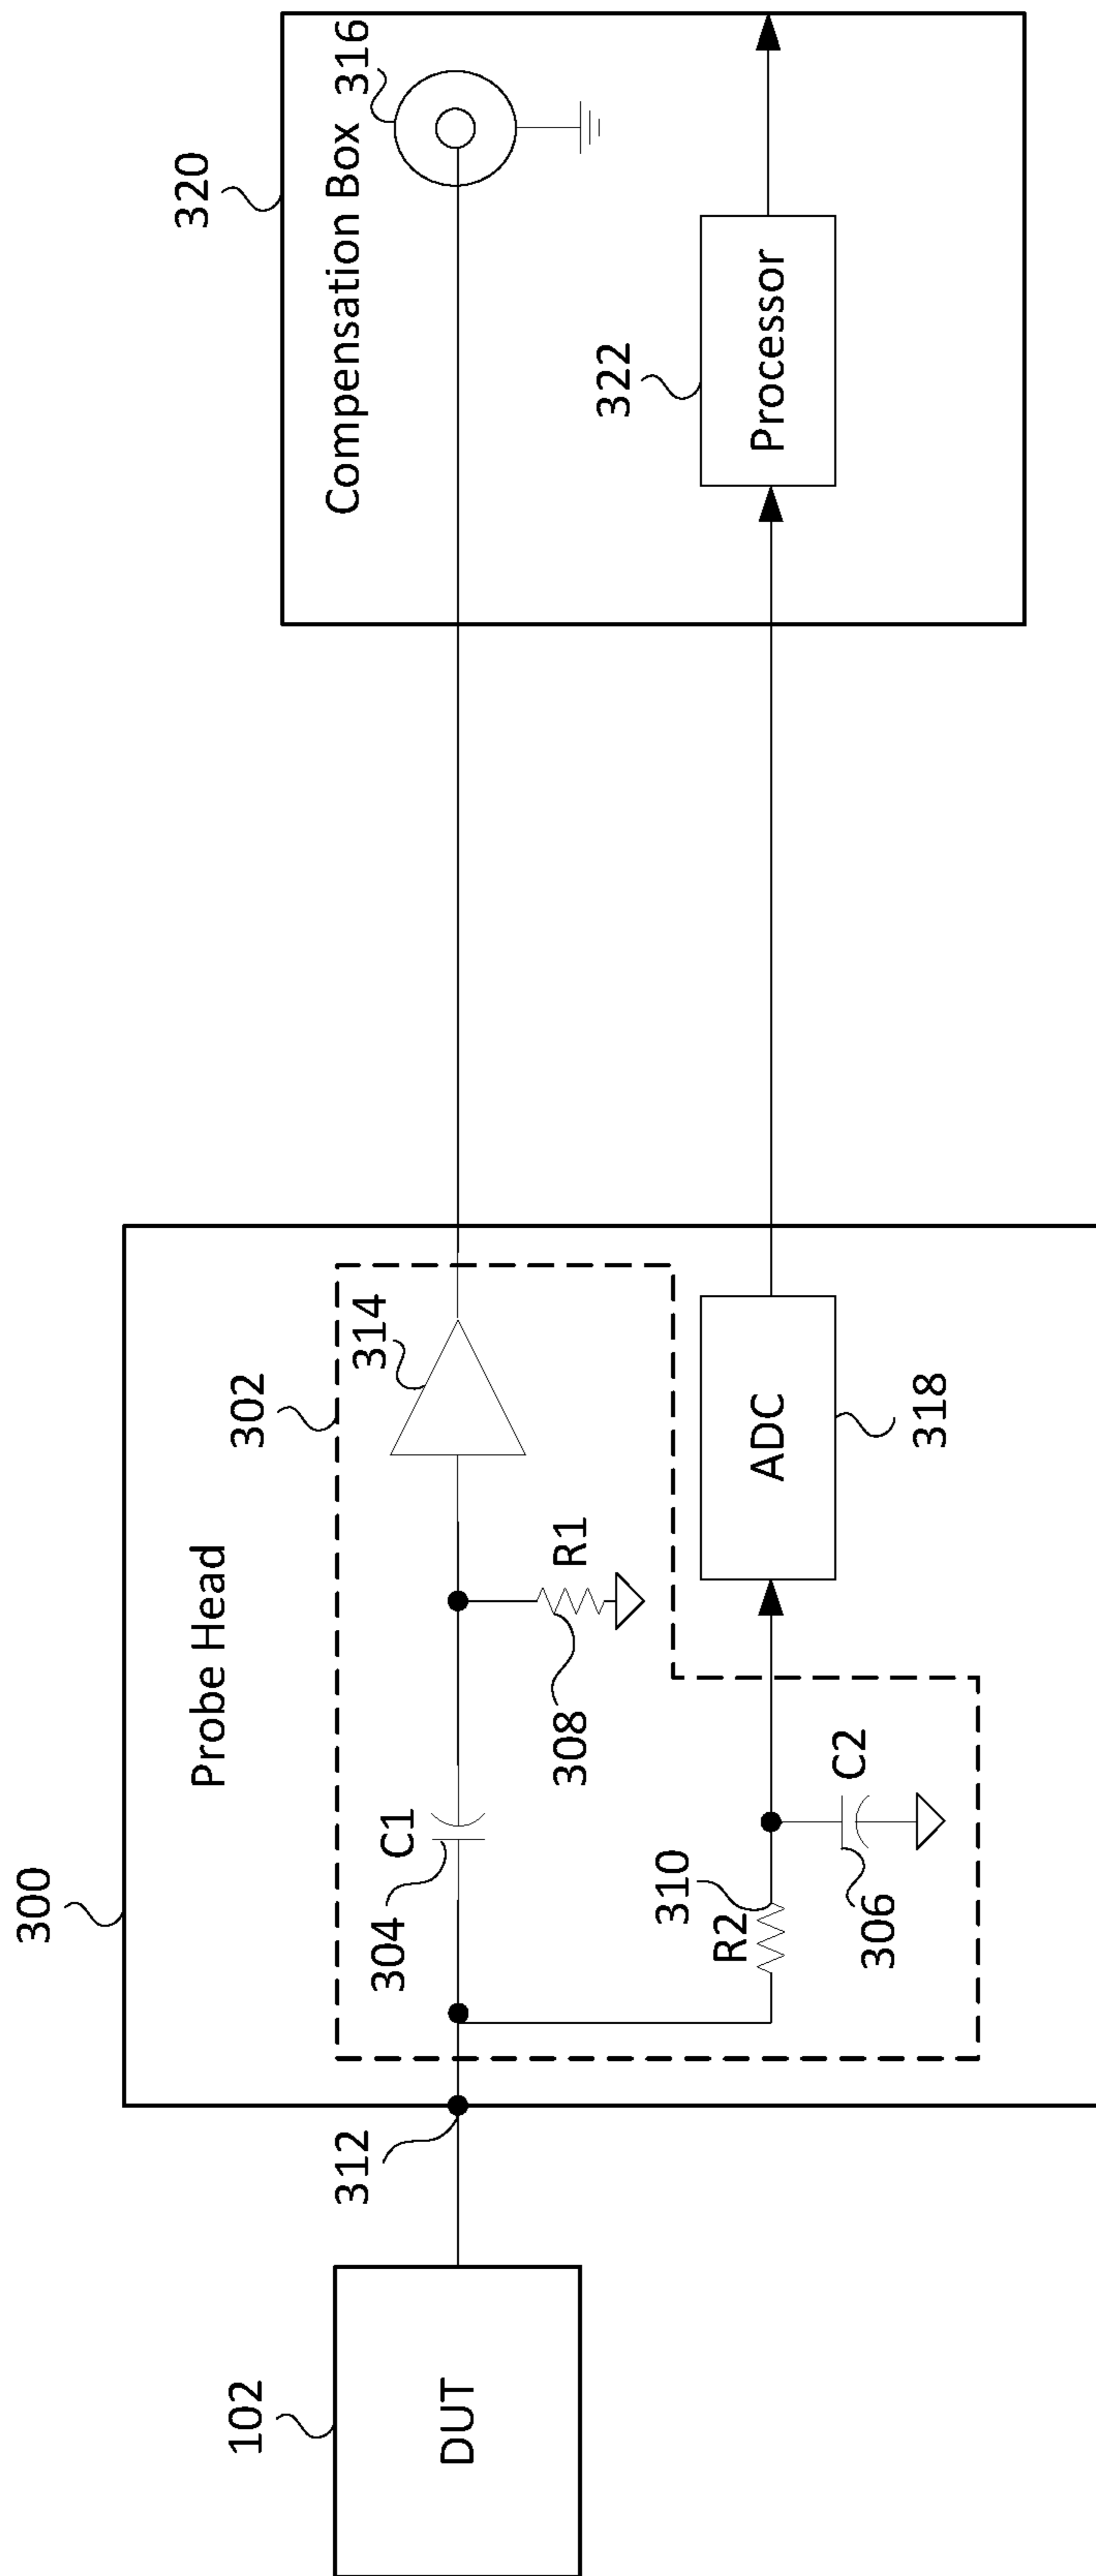 300
Probe Head
302
314
304
C1
308
R1
310
R2
306
C2
ADC
318
312
102
DUT
320
Compensation Box
316
322
Processor